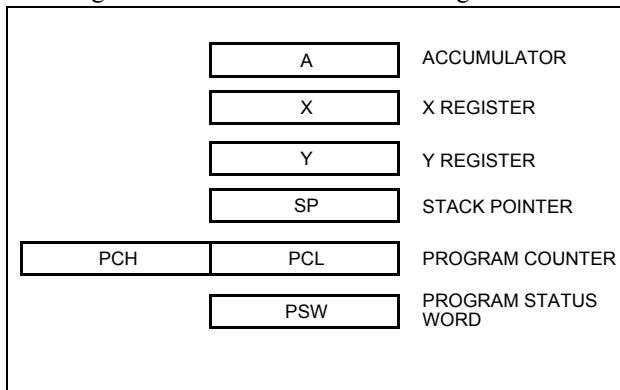 A ACCUMULATOR
X X REGISTER
Y Y REGISTER
SP STACK POINTER
PCH PCL PROGRAM COUNTER
PSW PROGRAM STATUS
WORD